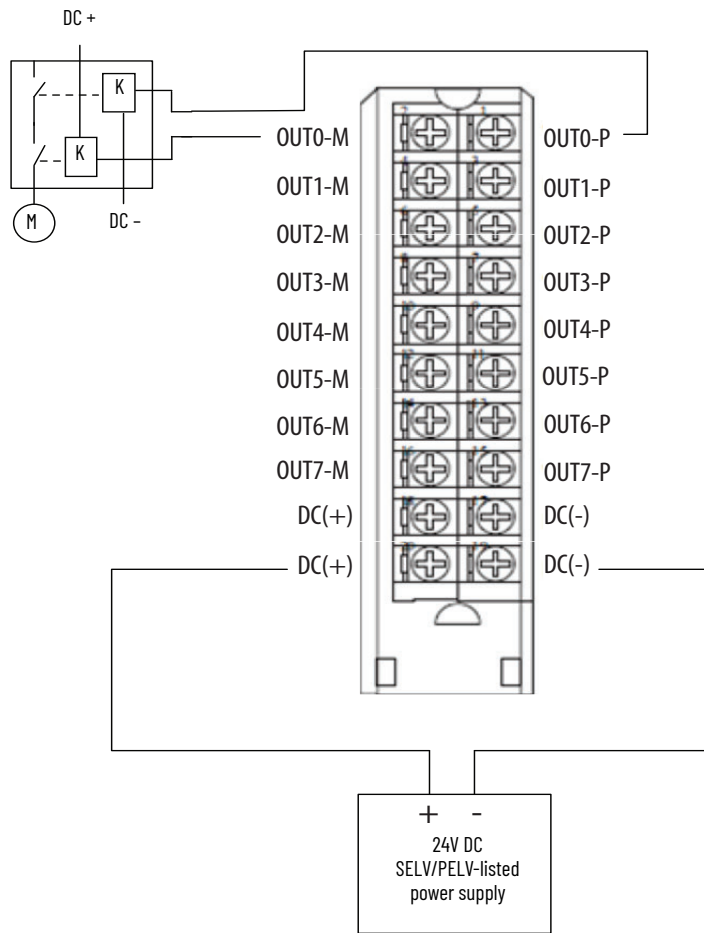 DC +
K
K
M
DC -
OUT0-M
OUT0-P
OUT1-M
OUT1-P
OUT2-M
OUT2-P
OUT3-M
OUT3-P
OUT4-M
OUT4-P
OUT5-M
OUT5-P
OUT6-M
OUT6-P
OUT7-M
OUT7-P
DC(+)
DC(-)
DC(+)
DC(-)
+ -
24V DC
SELV/PELV-listed
power supply